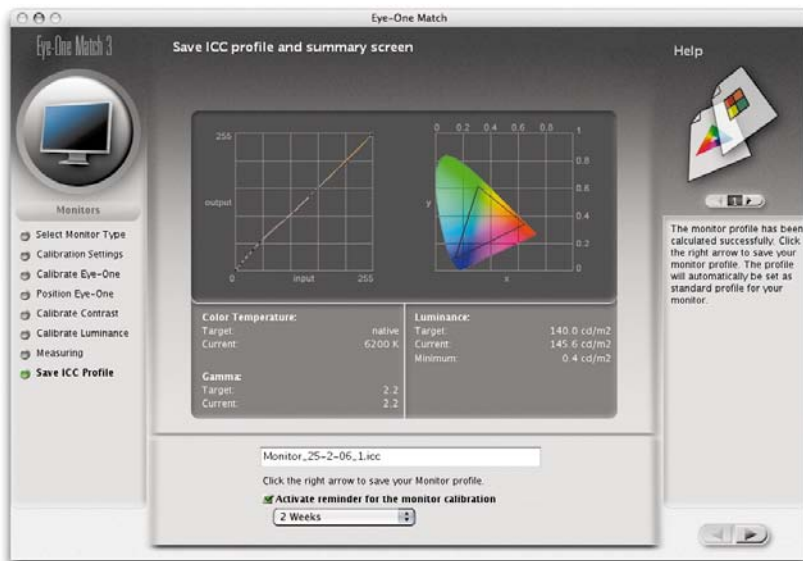 Eye-One Match
Eye-One Match 3
Save ICC profile and summary screen
Help
Monitors
Select Monitor Type
Calibration Settings
Calibrate Eye-One
Position Eye-One
Calibrate Contrast
Calibrate Luminance
Measuring
Save ICC Profile
255
output
0
input
255
0 0.2 0.4 0.6 0.8 1
0.8
0.6
y
0.4
0.2
0
x
Color Temperature:
Target: native
Current: 6200 K
Gamma:
Target: 2.2
Current: 2.2
Luminance:
Target: 140.0 cd/m2
Current: 145.6 cd/m2
Minimum: 0.4 cd/m2
Monitor_25-2-06_1.icc
Click the right arrow to save your Monitor profile.
Activate reminder for the monitor calibration
2 Weeks
1
The monitor profile has been
calculated successfully. Click
the right arrow to save your
monitor profile. The profile
will automatically be set as
standard profile for your
monitor.